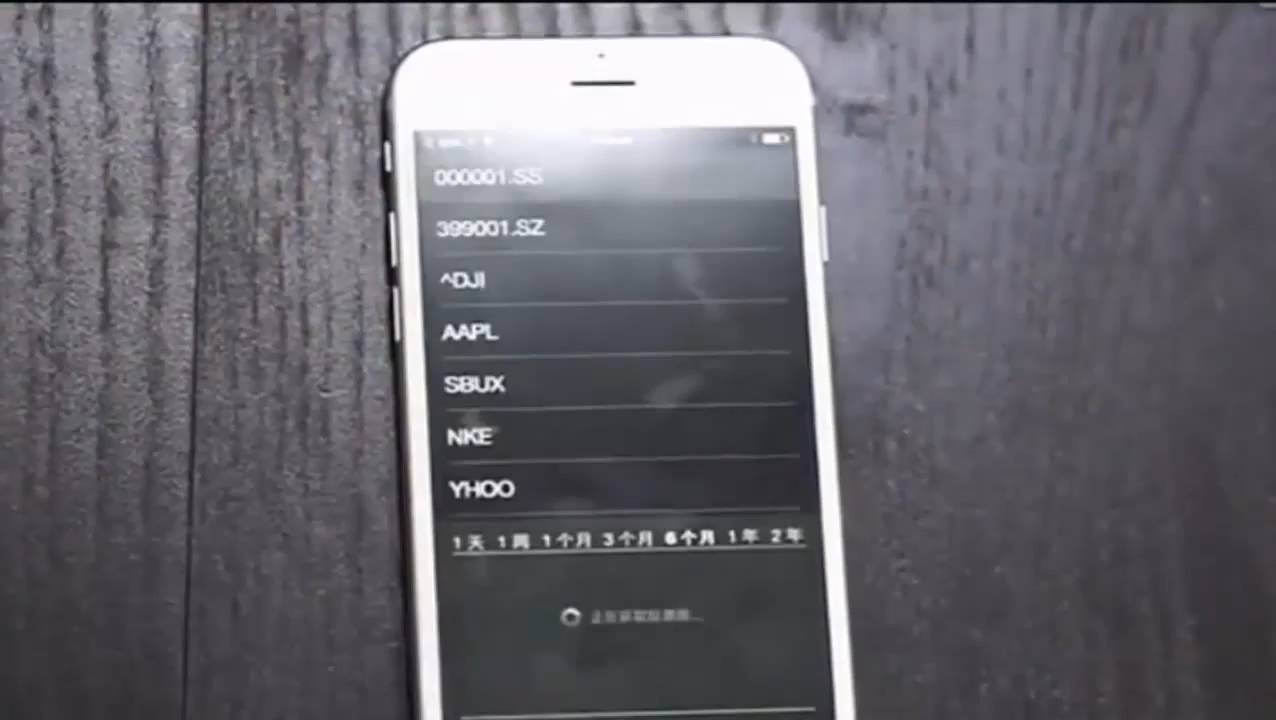 000001.SS
399001.SZ
^DJI
AAPL
SBUX
NKE
YHOO
1天 1周 1个月 3个月 6个月 1年 2年